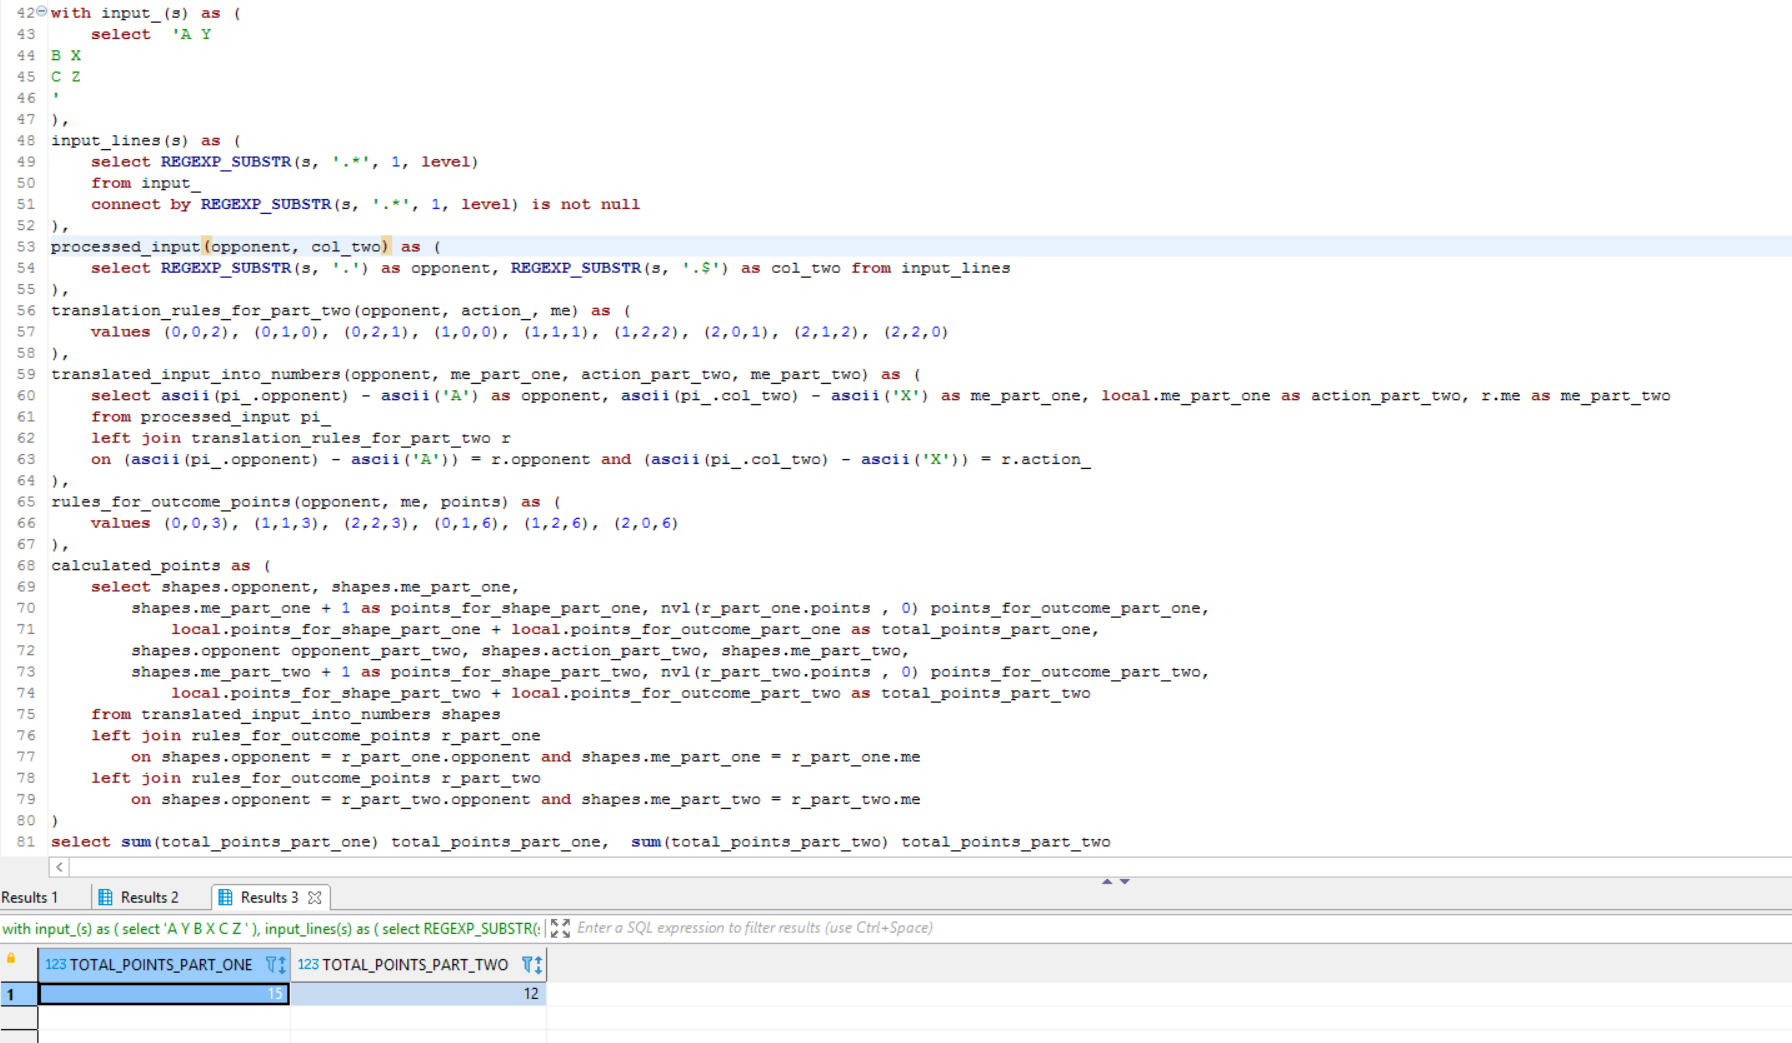 42 with input_(s) as (
43     select  'A Y
44 B X
45 C Z
46 '
47 ),
48 input_lines(s) as (
49     select REGEXP_SUBSTR(s, '.*', 1, level)
50     from input_
51     connect by REGEXP_SUBSTR(s, '.*', 1, level) is not null
52 ),
53 processed_input(opponent, col_two) as (
54     select REGEXP_SUBSTR(s, '.') as opponent, REGEXP_SUBSTR(s, '.$') as col_two from input_lines
55 ),
56 translation_rules_for_part_two(opponent, action_, me) as (
57     values (0,0,2), (0,1,0), (0,2,1), (1,0,0), (1,1,1), (1,2,2), (2,0,1), (2,1,2), (2,2,0)
58 ),
59 translated_input_into_numbers(opponent, me_part_one, action_part_two, me_part_two) as (
60     select ascii(pi_.opponent) - ascii('A') as opponent, ascii(pi_.col_two) - ascii('X') as me_part_one, local.me_part_one as action_part_two, r.me as me_part_two
61     from processed_input pi_
62     left join translation_rules_for_part_two r
63     on (ascii(pi_.opponent) - ascii('A')) = r.opponent and (ascii(pi_.col_two) - ascii('X')) = r.action_
64 ),
65 rules_for_outcome_points(opponent, me, points) as (
66     values (0,0,3), (1,1,3), (2,2,3), (0,1,6), (1,2,6), (2,0,6)
67 ),
68 calculated_points as (
69     select shapes.opponent, shapes.me_part_one,
70         shapes.me_part_one + 1 as points_for_shape_part_one, nvl(r_part_one.points , 0) points_for_outcome_part_one,
71             local.points_for_shape_part_one + local.points_for_outcome_part_one as total_points_part_one,
72         shapes.opponent opponent_part_two, shapes.action_part_two, shapes.me_part_two,
73         shapes.me_part_two + 1 as points_for_shape_part_two, nvl(r_part_two.points , 0) points_for_outcome_part_two,
74             local.points_for_shape_part_two + local.points_for_outcome_part_two as total_points_part_two
75     from translated_input_into_numbers shapes
76     left join rules_for_outcome_points r_part_one
77         on shapes.opponent = r_part_one.opponent and shapes.me_part_one = r_part_one.me
78     left join rules_for_outcome_points r_part_two
79         on shapes.opponent = r_part_two.opponent and shapes.me_part_two = r_part_two.me
80 )
81 select sum(total_points_part_one) total_points_part_one,  sum(total_points_part_two) total_points_part_two
Results 1 Results 2 Results 3
with input_(s) as ( select 'A Y B X C Z ' ), input_lines(s) as ( select REGEXP_SUBSTR(s Enter a SQL expression to filter results (use Ctrl+Space)
123 TOTAL_POINTS_PART_ONE 123 TOTAL_POINTS_PART_TWO
1 15 12